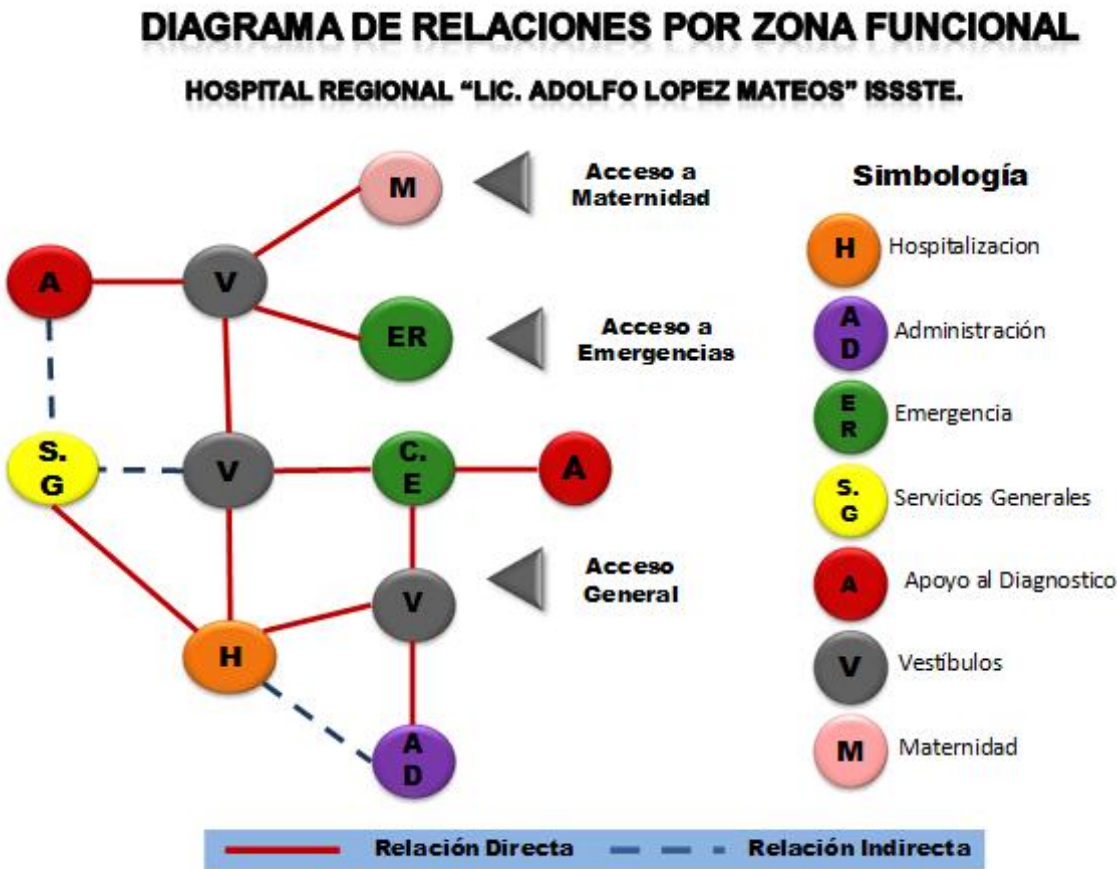 DIAGRAMA DE RELACIONES POR ZONA FUNCIONAL
HOSPITAL REGIONAL “LIC. ADOLFO LOPEZ MATEOS” ISSSTE.
M
Acceso a
Maternidad
A
V
ER
Acceso a
Emergencias
S.
G
V
C.
E
A
V
Acceso
General
H
A
D
Simbología
H
Hospitalizacion
A
D
Administración
E
R
Emergencia
S.
G
Servicios Generales
A
Apoyo al Diagnostico
V
Vestíbulos
M
Maternidad
Relación Directa
Relación Indirecta